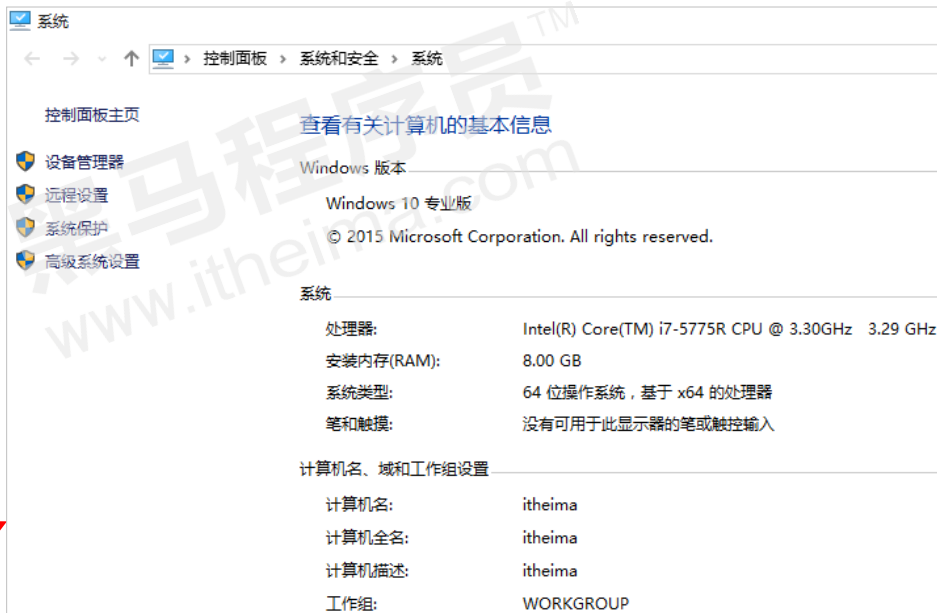 系统
控制面板 › 系统和安全 › 系统
控制面板主页
设备管理器
远程设置
系统保护
高级系统设置
查看有关计算机的基本信息
Windows 版本
Windows 10 专业版
© 2015 Microsoft Corporation. All rights reserved.
系统
处理器: Intel(R) Core(TM) i7-5775R CPU @ 3.30GHz 3.29 GHz
安装内存(RAM): 8.00 GB
系统类型: 64 位操作系统，基于 x64 的处理器
笔和触摸: 没有可用于此显示器的笔或触控输入
计算机名、域和工作组设置
计算机名: itheima
计算机全名: itheima
计算机描述: itheima
工作组: WORKGROUP
黑马程序员™
www.itheima.com